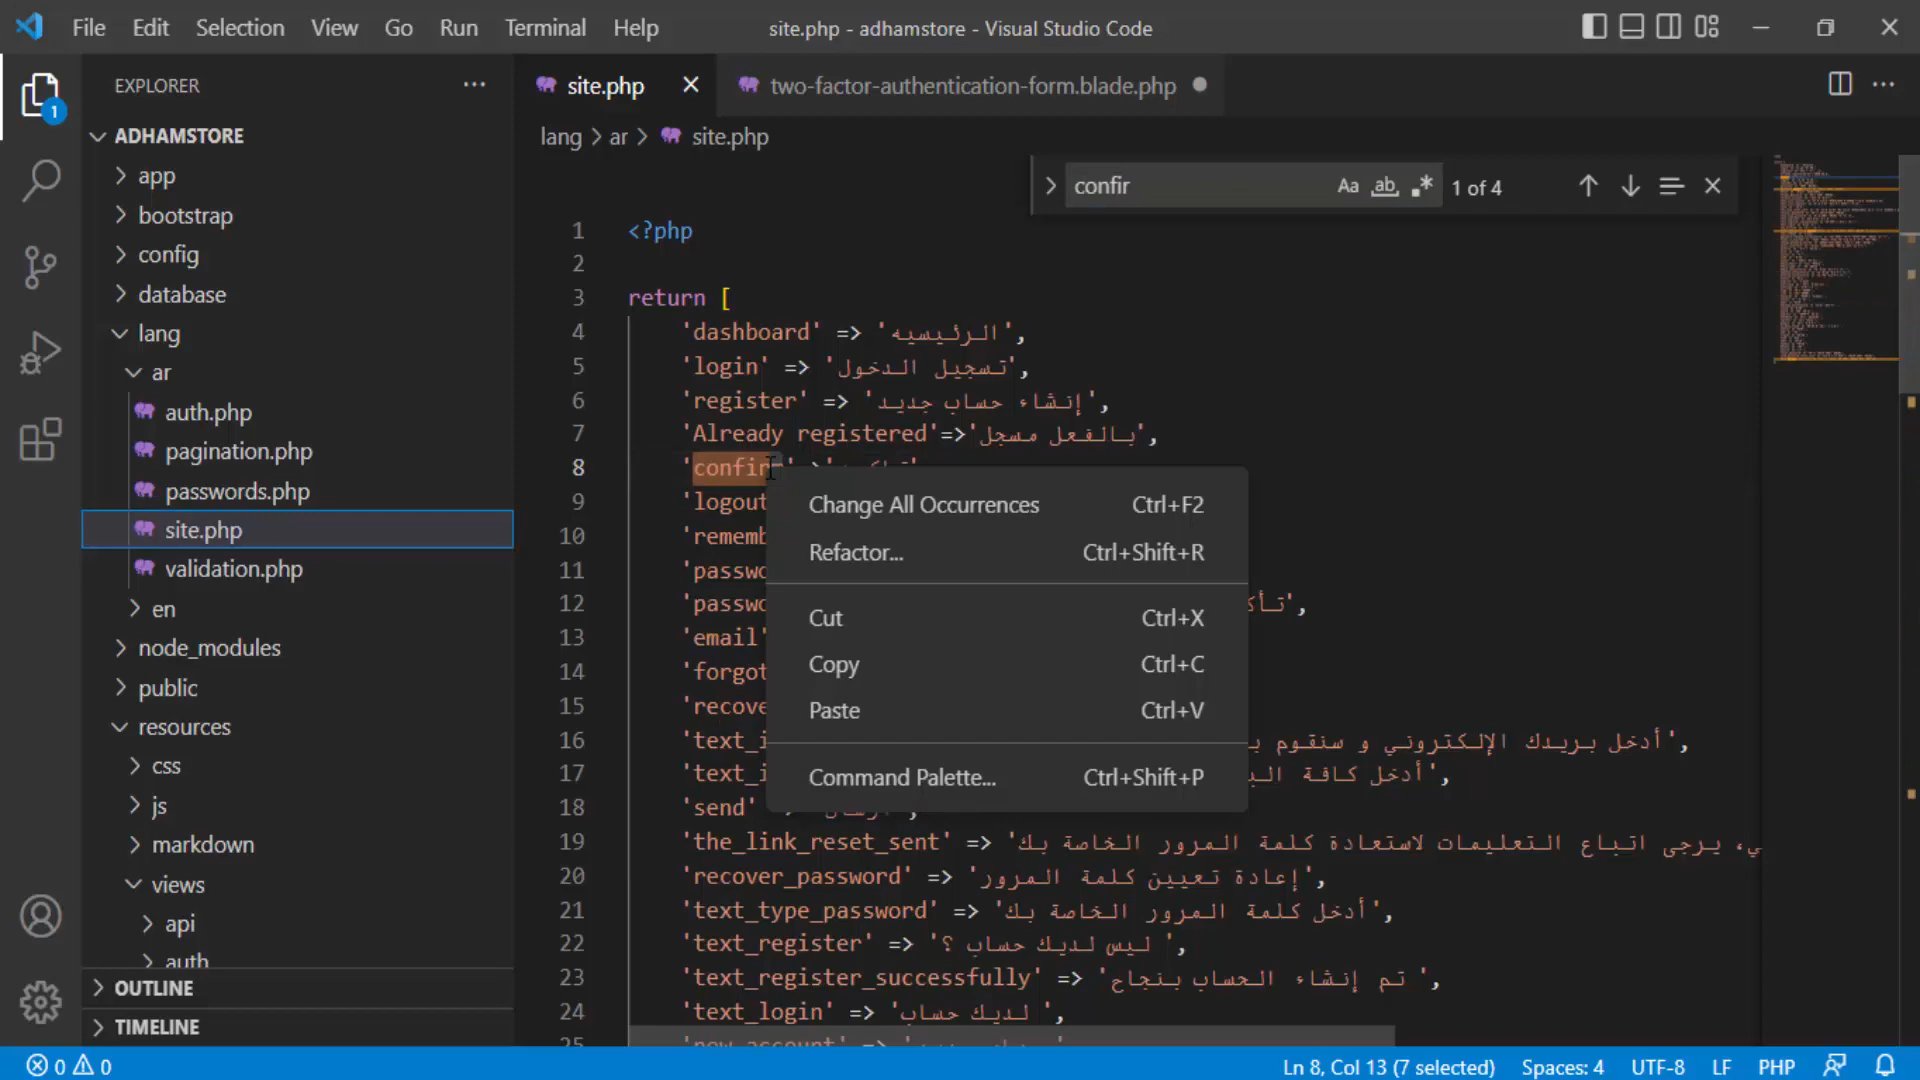 File Edit Selection View Go Run Terminal Help
site.php - adhamstore - Visual Studio Code
EXPLORER
1
ADHAMSTORE
app
bootstrap
config
database
lang
ar
auth.php
pagination.php
passwords.php
site.php
validation.php
en
node_modules
public
resources
css
js
markdown
views
api
auth
OUTLINE
TIMELINE
site.php
two-factor-authentication-form.blade.php
lang > ar > site.php
confir Aa ab 1 of 4
1 <?php
2
3 return [
4 'dashboard' => 'الرئيسيه',
5 'login' => 'تسجيل الدخول',
6 'register' => 'إنشاء حساب جديد',
7 'Already registered'=>'بالفعل مسجل',
8 'confir
9 'logout
10 'rememb
11 'passwo
12 'passwo
13 'email'
14 'forgot
15 'recove
16 'text_i أدخل بريدك الإلكتروني و سنقوم ب',
17 'text_i أدخل كافة الب',
18 'send'
19 'the_link_reset_sent' => 'ي، يرجى اتباع التعليمات لاستعادة كلمة المرور الخاصة بك
20 'recover_password' => 'إعادة تعيين كلمة المرور',
21 'text_type_password' => 'أدخل كلمة المرور الخاصة بك',
22 'text_register' => 'ليس لديك حساب ؟ ',
23 'text_register_successfully' => ' تم إنشاء الحساب بنجاح ',
24 'text_login' => 'لديك حساب ',
25 'new_account' =>
Change All Occurrences Ctrl+F2
Refactor... Ctrl+Shift+R
Cut Ctrl+X
Copy Ctrl+C
Paste Ctrl+V
Command Palette... Ctrl+Shift+P
0 0
Ln 8, Col 13 (7 selected) Spaces: 4 UTF-8 LF PHP